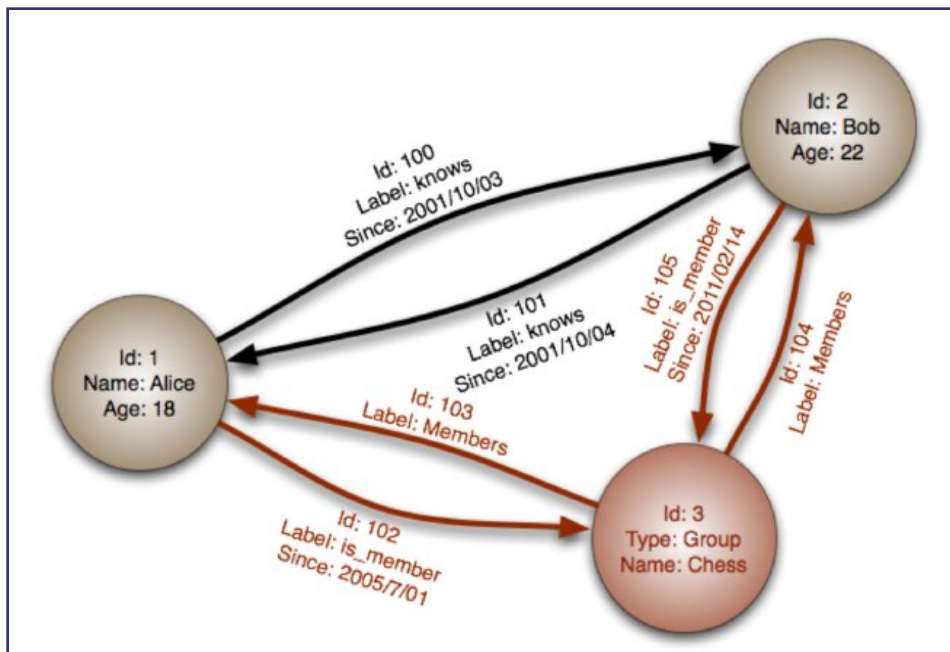 Id: 2
Name: Bob
Age: 22
Id: 100
Label: knows
Since: 2001/10/03
Id: 101
Label: knows
Since: 2001/10/04
Id: 105
Label: is_member
Since: 2011/02/14
Id: 104
Label: Members
Id: 1
Name: Alice
Age: 18
Id: 103
Label: Members
Id: 102
Label: is_member
Since: 2005/7/01
Id: 3
Type: Group
Name: Chess